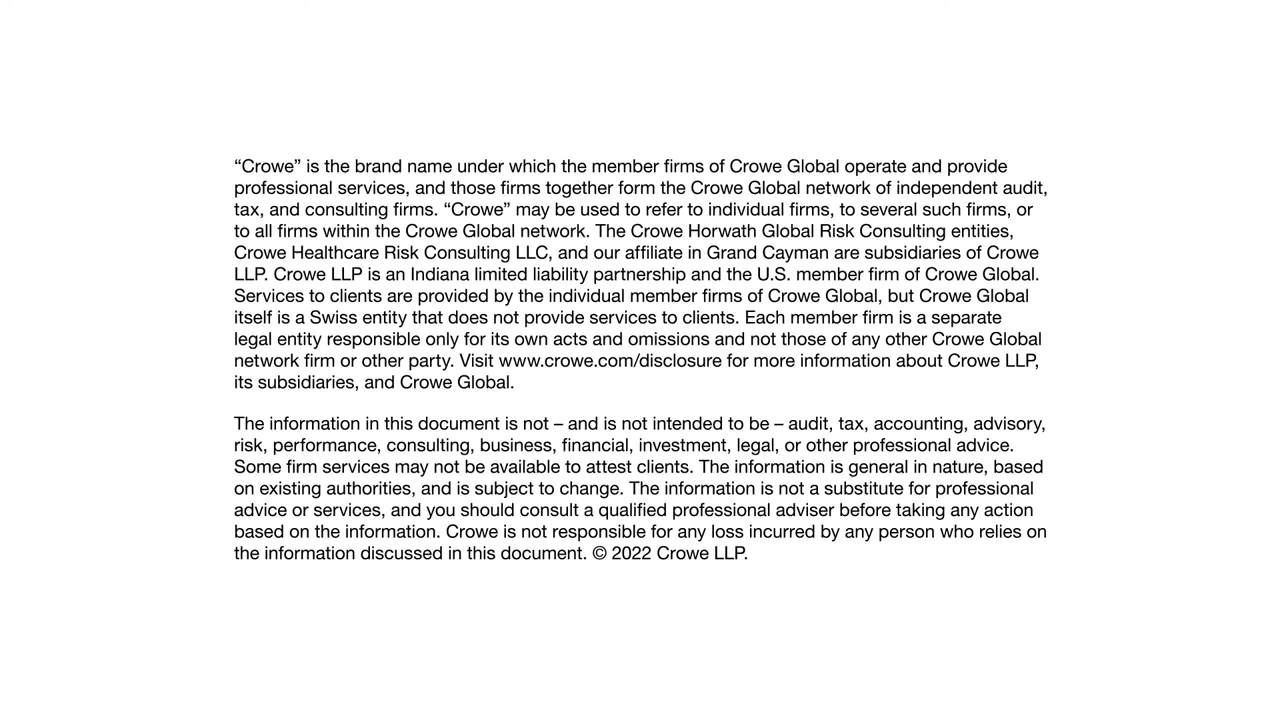 “Crowe” is the brand name under which the member firms of Crowe Global operate and provide
professional services, and those firms together form the Crowe Global network of independent audit,
tax, and consulting firms. “Crowe” may be used to refer to individual firms, to several such firms, or
to all firms within the Crowe Global network. The Crowe Horwath Global Risk Consulting entities,
Crowe Healthcare Risk Consulting LLC, and our affiliate in Grand Cayman are subsidiaries of Crowe
LLP. Crowe LLP is an Indiana limited liability partnership and the U.S. member firm of Crowe Global.
Services to clients are provided by the individual member firms of Crowe Global, but Crowe Global
itself is a Swiss entity that does not provide services to clients. Each member firm is a separate
legal entity responsible only for its own acts and omissions and not those of any other Crowe Global
network firm or other party. Visit www.crowe.com/disclosure for more information about Crowe LLP,
its subsidiaries, and Crowe Global.
The information in this document is not – and is not intended to be – audit, tax, accounting, advisory,
risk, performance, consulting, business, financial, investment, legal, or other professional advice.
Some firm services may not be available to attest clients. The information is general in nature, based
on existing authorities, and is subject to change. The information is not a substitute for professional
advice or services, and you should consult a qualified professional adviser before taking any action
based on the information. Crowe is not responsible for any loss incurred by any person who relies on
the information discussed in this document. © 2022 Crowe LLP.